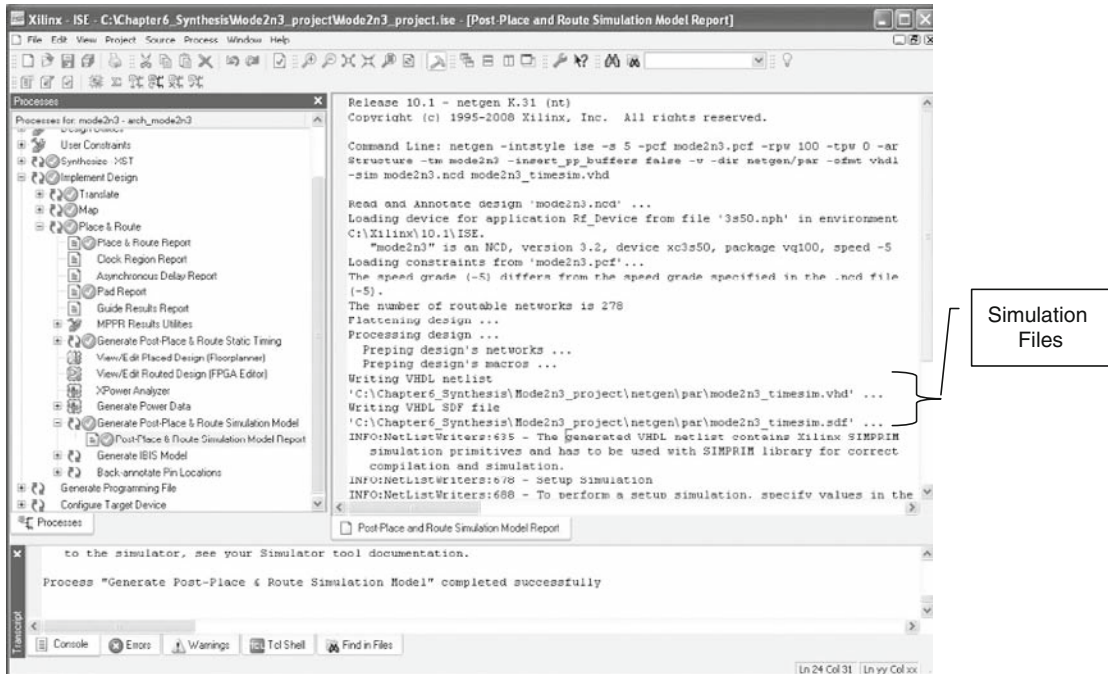 Xilinx - ISE - C:\Chapter6_Synthesis\Mode2n3_project\Mode2n3_project.ise - [Post-Place and Route Simulation Model Report]
File Edit View Project Source Process Window Help
Processes
Processes for: mode2n3 - arch_mode2n3
Design Utilities
User Constraints
Synthesize - XST
Implement Design
Translate
Map
Place & Route
Place & Route Report
Clock Region Report
Asynchronous Delay Report
Pad Report
Guide Results Report
MPPR Results Utilities
Generate Post-Place & Route Static Timing
View/Edit Placed Design (Floorplanner)
View/Edit Routed Design (FPGA Editor)
XPower Analyzer
Generate Power Data
Generate Post-Place & Route Simulation Model
Post-Place & Route Simulation Model Report
Generate IBIS Model
Back-annotate Pin Locations
Generate Programming File
Configure Target Device
Processes
Release 10.1 - netgen K.31 (nt)
Copyright (c) 1995-2008 Xilinx, Inc. All rights reserved.
Command Line: netgen -intstyle ise -s 5 -pcf mode2n3.pcf -rpw 100 -tpw 0 -ar
Structure -tm mode2n3 -insert_pp_buffers false -w -dir netgen/par -ofmt vhdl
-sim mode2n3.ncd mode2n3_timesim.vhd
Read and Annotate design 'mode2n3.ncd' ...
Loading device for application Rf_Device from file '3s50.nph' in environment
C:\Xilinx\10.1\ISE.
"mode2n3" is an NCD, version 3.2, device xc3s50, package vq100, speed -5
Loading constraints from 'mode2n3.pcf'...
The speed grade (-5) differs from the speed grade specified in the .ncd file
(-5).
The number of routable networks is 278
Flattening design ...
Processing design ...
Preping design's networks ...
Preping design's macros ...
Writing VHDL netlist
'C:\Chapter6_Synthesis\Mode2n3_project\netgen\par\mode2n3_timesim.vhd' ...
Writing VHDL SDF file
'C:\Chapter6_Synthesis\Mode2n3_project\netgen\par\mode2n3_timesim.sdf' ...
INFO:NetListWriters:635 - The generated VHDL netlist contains Xilinx SIMPRIM
simulation primitives and has to be used with SIMPRIM library for correct
compilation and simulation.
INFO:NetListWriters:678 - Setup Simulation
INFO:NetListWriters:688 - To perform a setup simulation, specify values in the
Post-Place and Route Simulation Model Report
Simulation
Files
to the simulator, see your Simulator tool documentation.
Process "Generate Post-Place & Route Simulation Model" completed successfully
Transcript
Console Errors Warnings Tcl Shell Find in Files
Ln 24 Col 31 Ln yy Col xx